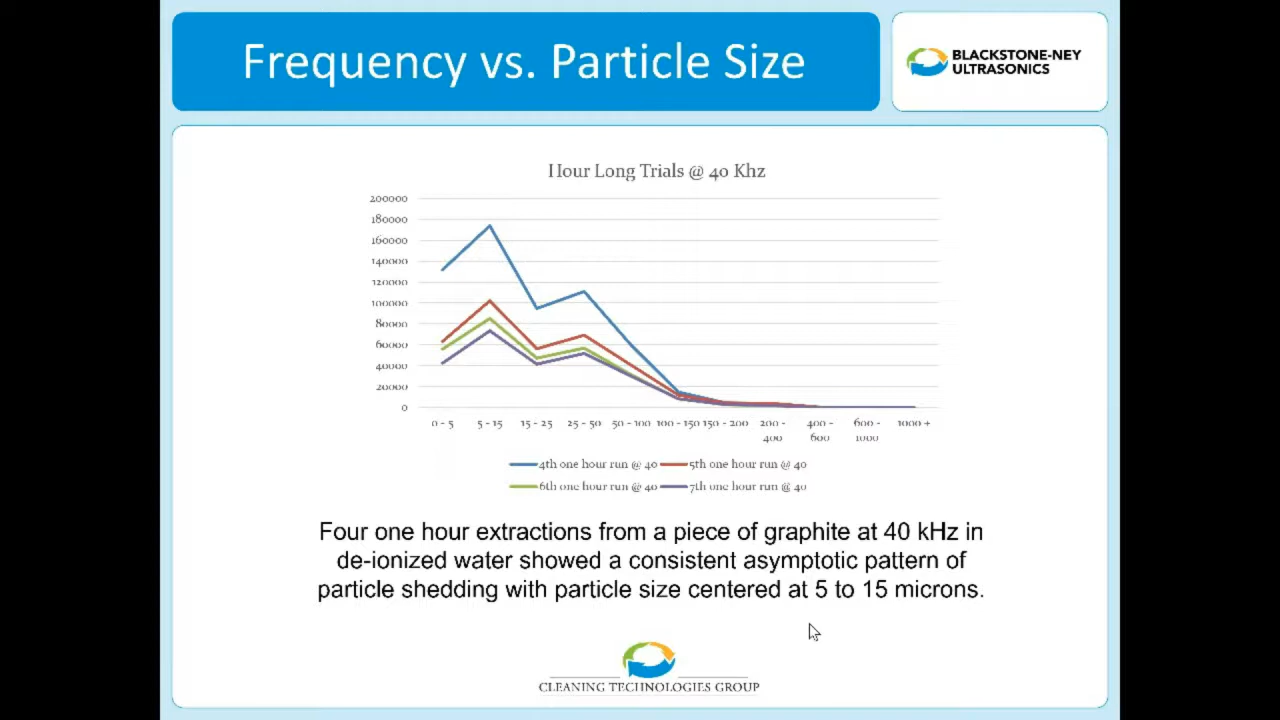 Frequency vs. Particle Size
BLACKSTONE-NEY
ULTRASONICS
Hour Long Trials @ 40 Khz
200000
180000
160000
140000
120000
100000
80000
60000
40000
20000
0
0 - 5 5 - 15 15 - 25 25 - 50 50 - 100 100 - 150 150 - 200 200 - 400 - 600 - 1000 +
400 600 1000
4th one hour run @ 40 5th one hour run @ 40
6th one hour run @ 40 7th one hour run @ 40
Four one hour extractions from a piece of graphite at 40 kHz in
de-ionized water showed a consistent asymptotic pattern of
particle shedding with particle size centered at 5 to 15 microns.
CLEANING TECHNOLOGIES GROUP